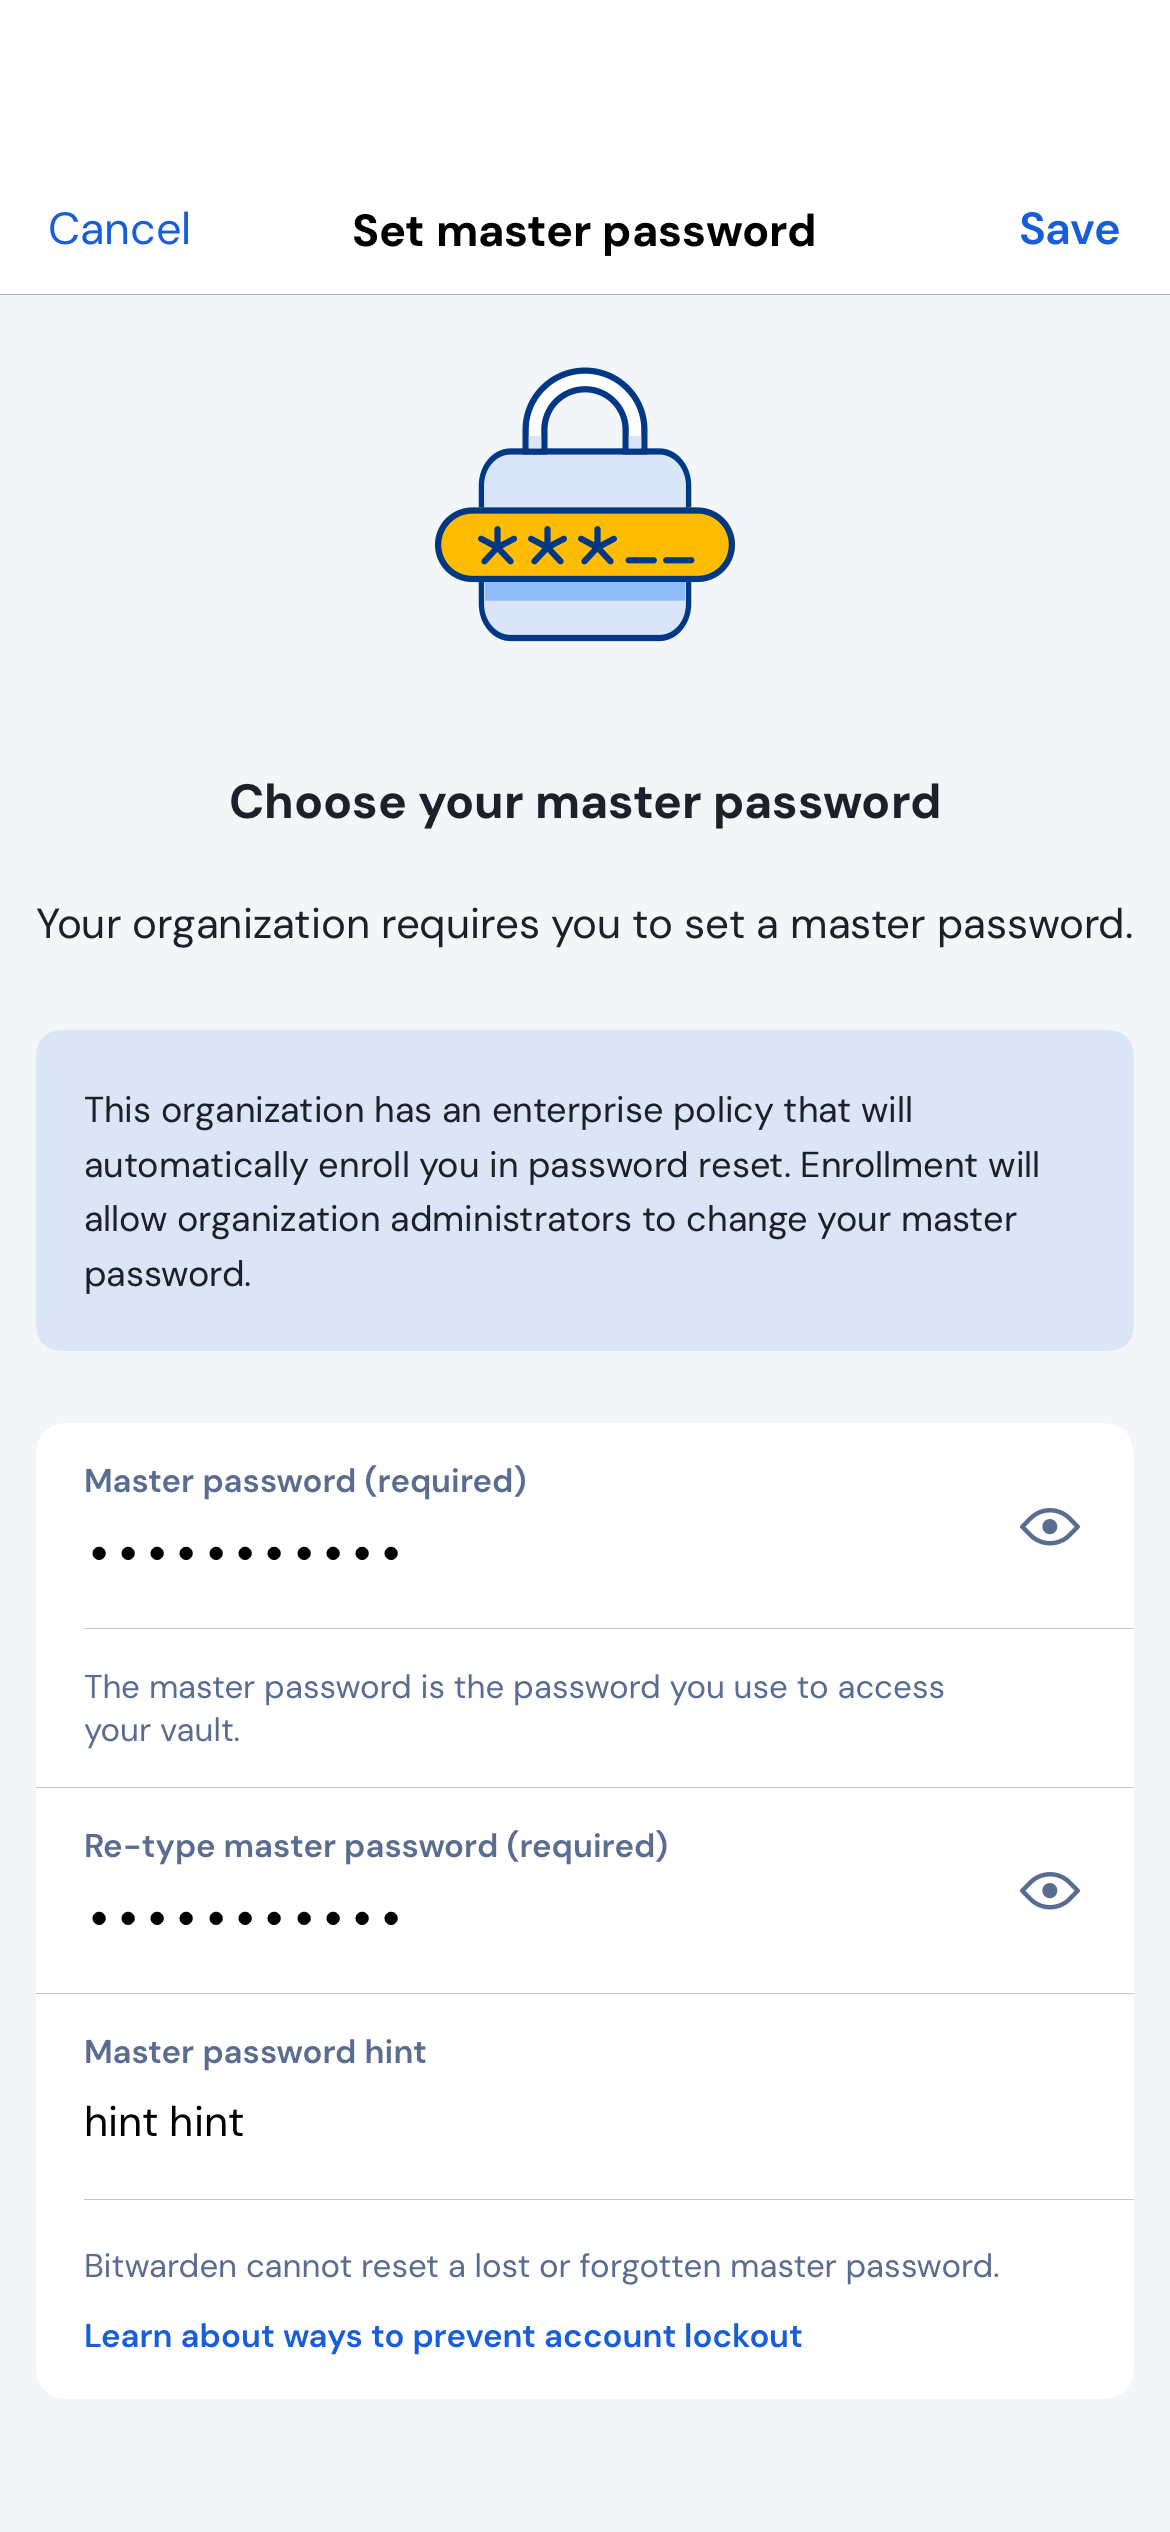 Cancel
Set master password
Save
***__
Choose your master password
Your organization requires you to set a master password.
This organization has an enterprise policy that will
automatically enroll you in password reset. Enrollment will
allow organization administrators to change your master
password.
Master password (required)
•••••••••••
The master password is the password you use to access
your vault.
Re-type master password (required)
•••••••••••
Master password hint
hint hint
Bitwarden cannot reset a lost or forgotten master password.
Learn about ways to prevent account lockout